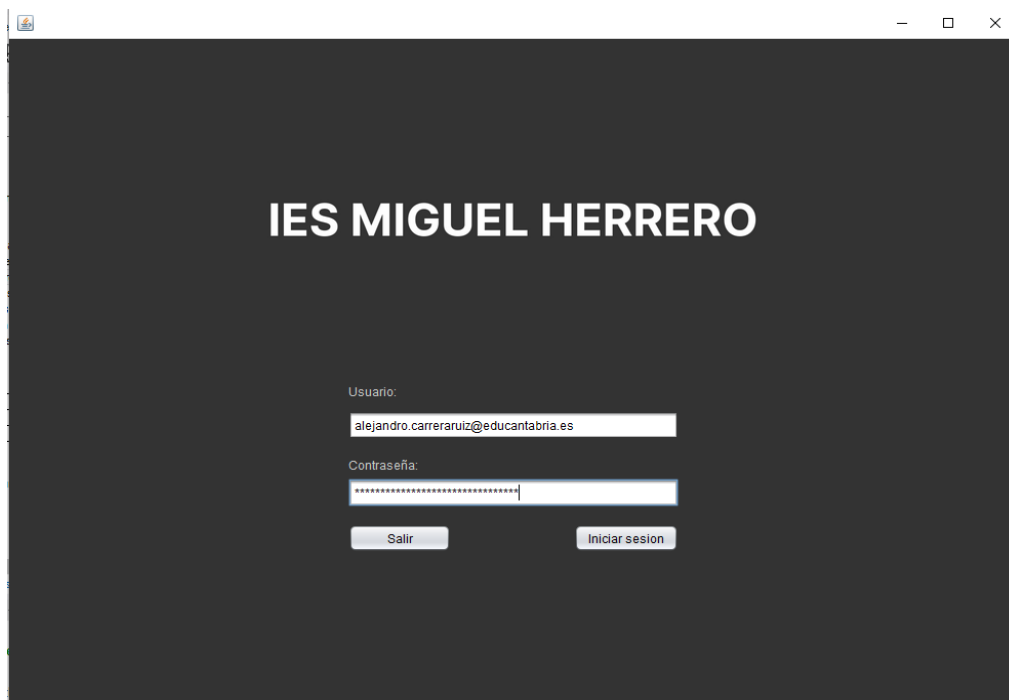 IES MIGUEL HERRERO
Usuario:
alejandro.carreraruiz@educantabria.es
Contraseña:
********************************
Salir Iniciar sesion